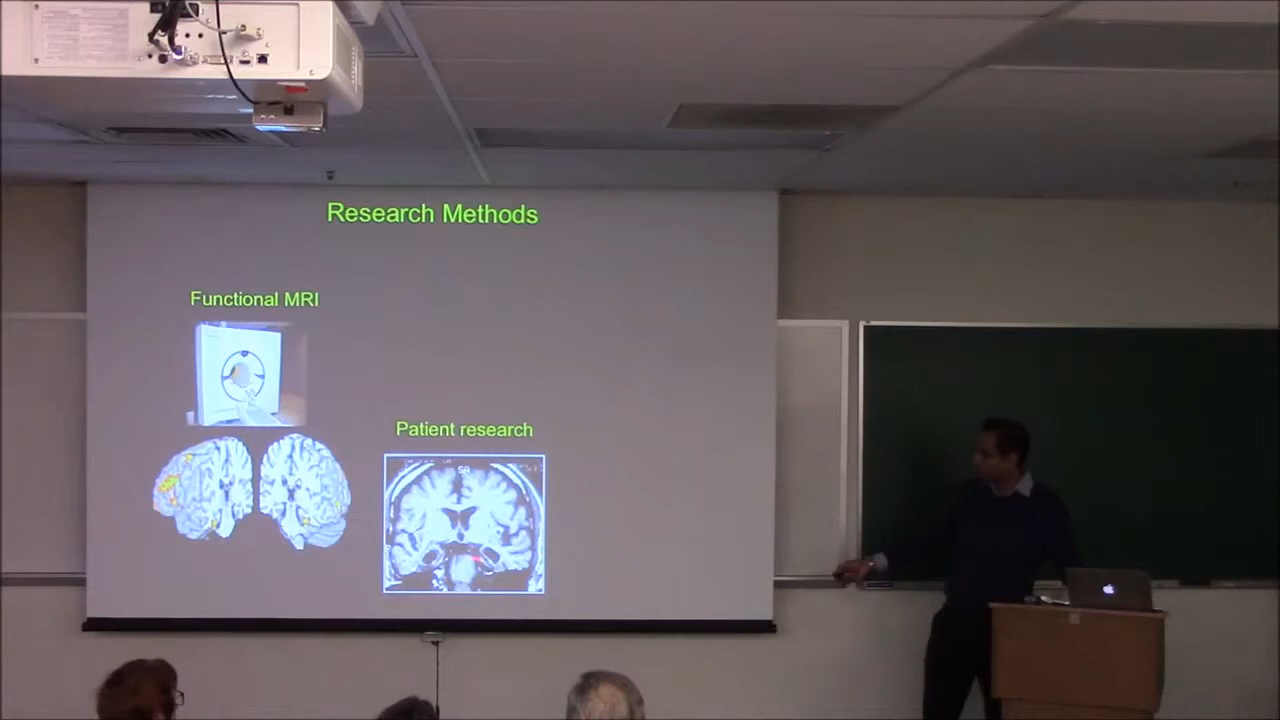 Research Methods
Functional MRI
Patient research